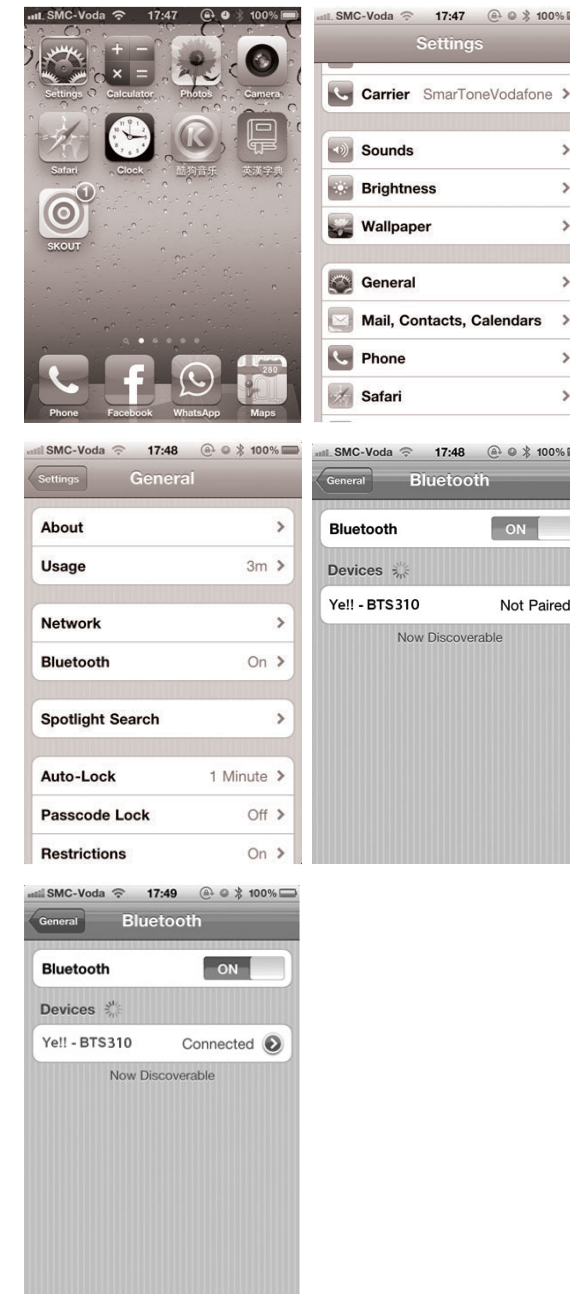 SMC-Voda 17:47 100%
Settings Calculator Photos Camera
Safari Clock 酷狗音乐 英漢字典
1
SKOUT
280
Phone Facebook WhatsApp Maps
SMC-Voda 17:47 100%
Settings
Carrier SmarToneVodafone
Sounds
Brightness
Wallpaper
General
Mail, Contacts, Calendars
Phone
Safari
SMC-Voda 17:48 100%
Settings General
About
Usage 3m
Network
Bluetooth On
Spotlight Search
Auto-Lock 1 Minute
Passcode Lock Off
Restrictions On
SMC-Voda 17:48 100%
General Bluetooth
Bluetooth ON
Devices
Ye!! - BTS310 Not Paired
Now Discoverable
SMC-Voda 17:49 100%
General Bluetooth
Bluetooth ON
Devices
Ye!! - BTS310 Connected
Now Discoverable